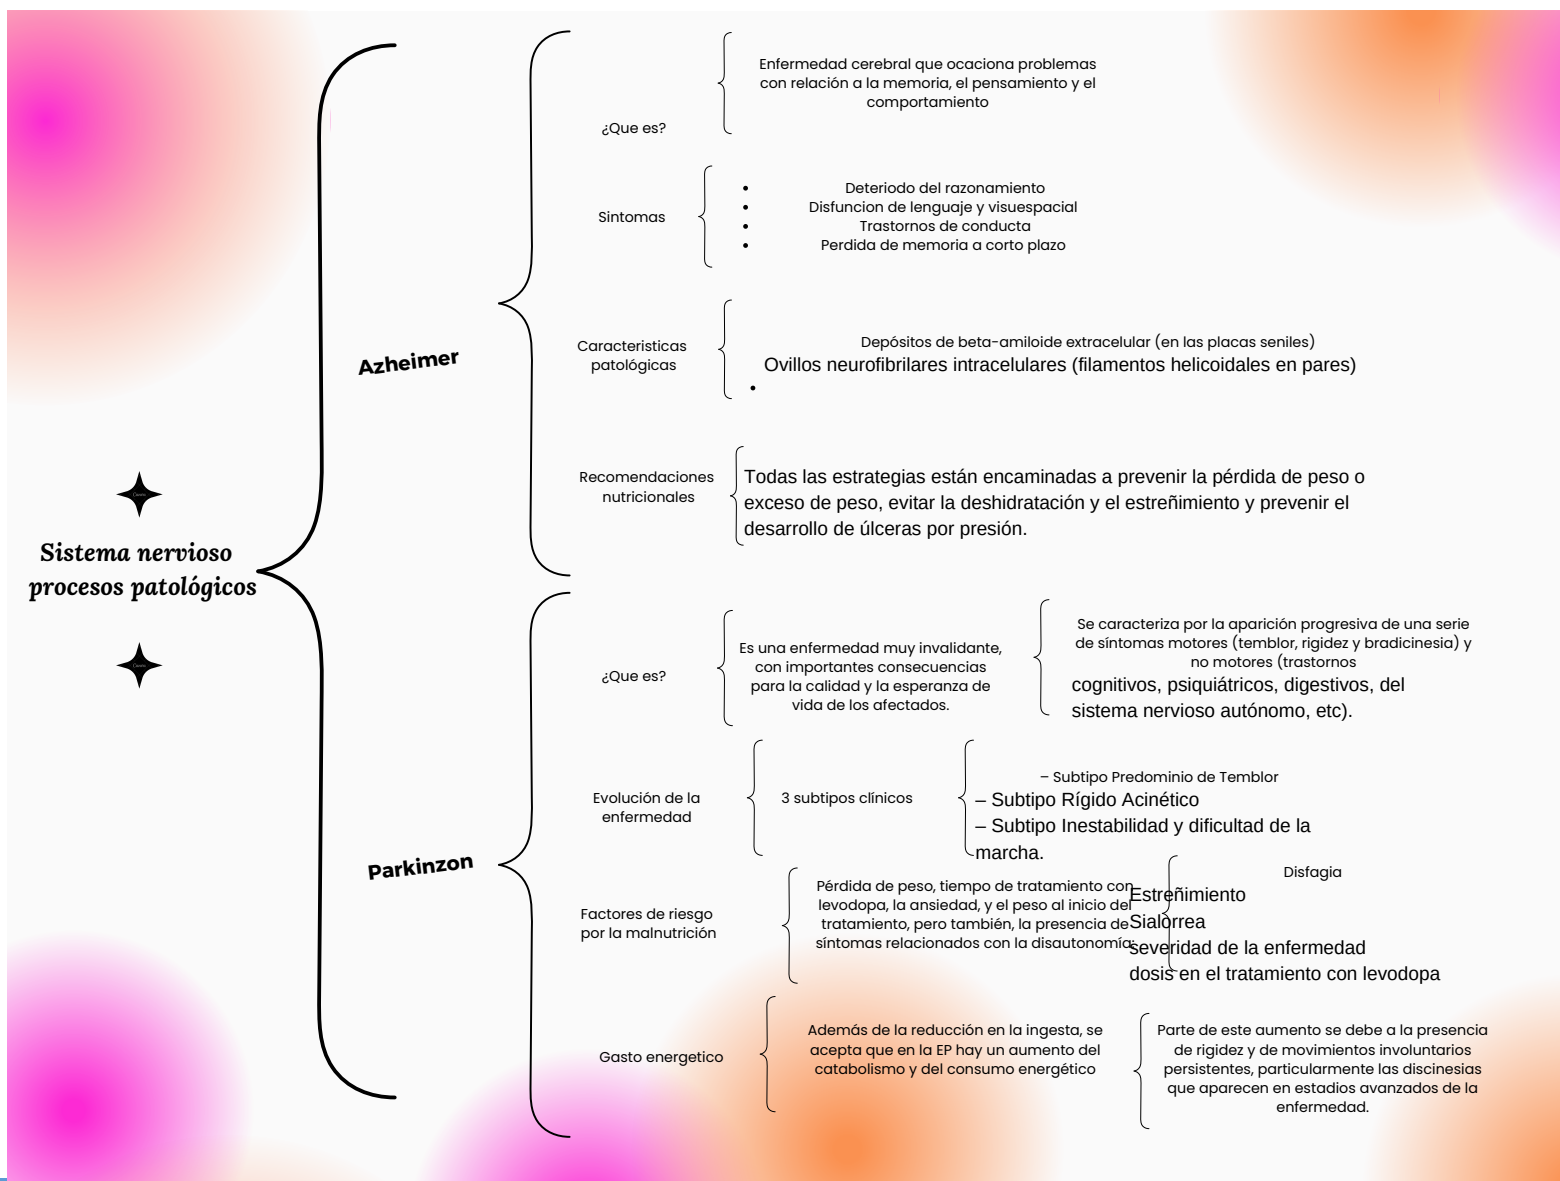 Sistema nervioso
procesos patológicos
Azheimer
¿Que es?
Enfermedad cerebral que ocaciona problemas
con relación a la memoria, el pensamiento y el
comportamiento
Sintomas
• Deteriodo del razonamiento
• Disfuncion de lenguaje y visuespacial
• Trastornos de conducta
• Perdida de memoria a corto plazo
Caracteristicas
patológicas
Depósitos de beta-amiloide extracelular (en las placas seniles)
Ovillos neurofibrilares intracelulares (filamentos helicoidales en pares)
•
Recomendaciones
nutricionales
Todas las estrategias están encaminadas a prevenir la pérdida de peso o
exceso de peso, evitar la deshidratación y el estreñimiento y prevenir el
desarrollo de úlceras por presión.
Parkinzon
¿Que es?
Es una enfermedad muy invalidante,
con importantes consecuencias
para la calidad y la esperanza de
vida de los afectados.
Se caracteriza por la aparición progresiva de una serie
de síntomas motores (temblor, rigidez y bradicinesia) y
no motores (trastornos
cognitivos, psiquiátricos, digestivos, del
sistema nervioso autónomo, etc).
Evolución de la
enfermedad
3 subtipos clínicos
– Subtipo Predominio de Temblor
– Subtipo Rígido Acinético
– Subtipo Inestabilidad y dificultad de la
marcha.
Factores de riesgo
por la malnutrición
Pérdida de peso, tiempo de tratamiento con
levodopa, la ansiedad, y el peso al inicio del
tratamiento, pero también, la presencia de
síntomas relacionados con la disautonomía:
Disfagia
Estreñimiento
Sialorrea
severidad de la enfermedad
dosis en el tratamiento con levodopa
Gasto energetico
Además de la reducción en la ingesta, se
acepta que en la EP hay un aumento del
catabolismo y del consumo energético
Parte de este aumento se debe a la presencia
de rigidez y de movimientos involuntarios
persistentes, particularmente las discinesias
que aparecen en estadios avanzados de la
enfermedad.